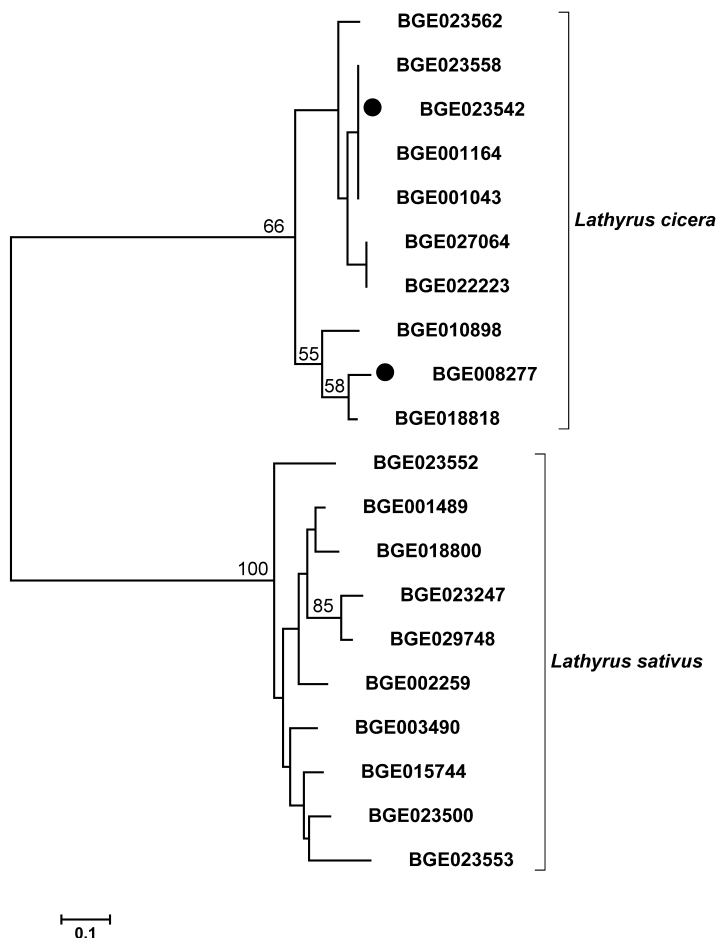 BGE023562
BGE023558
BGE023542
BGE001164
BGE001043
Lathyrus cicera
66
BGE027064
BGE022223
BGE010898
55
BGE008277
58
BGE018818
BGE023552
BGE001489
BGE018800
100
BGE023247
85
BGE029748
Lathyrus sativus
BGE002259
BGE003490
BGE015744
BGE023500
BGE023553
0.1